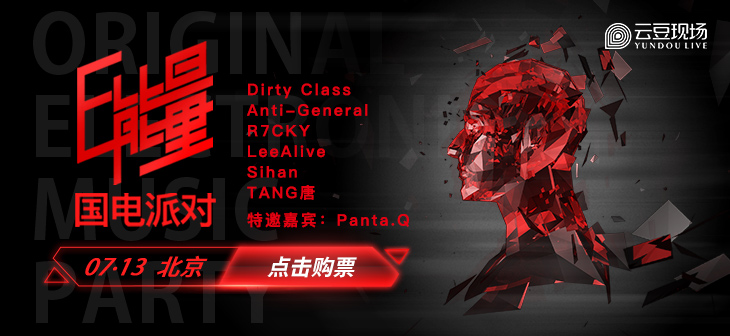 云豆现场
YUNDOU LIVE
ORIGINAL
ELECTRONIC
MUSIC
PARTY
国电派对
Dirty Class
Anti-General
R7CKY
LeeAlive
Sihan
TANG唐
特邀嘉宾：Panta.Q
07·13 北京
点击购票